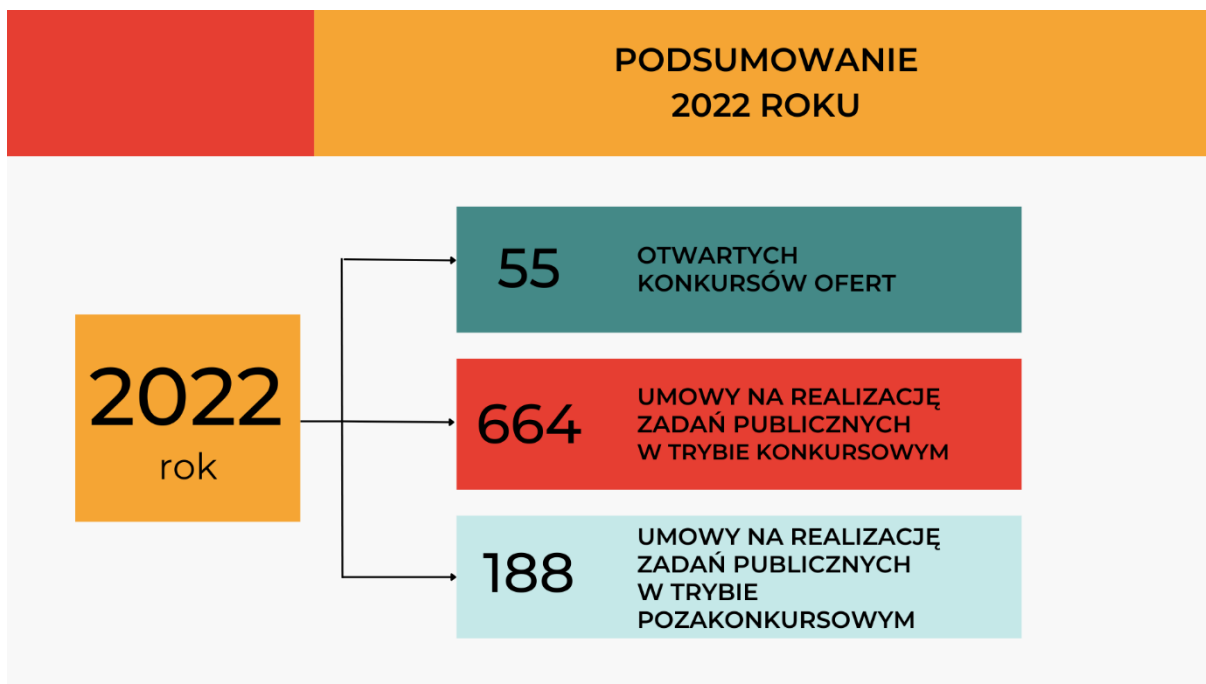 PODSUMOWANIE
2022 ROKU
2022
rok
55
OTWARTYCH
KONKURSÓW OFERT
664
UMOWY NA REALIZACJĘ
ZADAŃ PUBLICZNYCH
W TRYBIE KONKURSOWYM
188
UMOWY NA REALIZACJĘ
ZADAŃ PUBLICZNYCH
W TRYBIE
POZAKONKURSOWYM